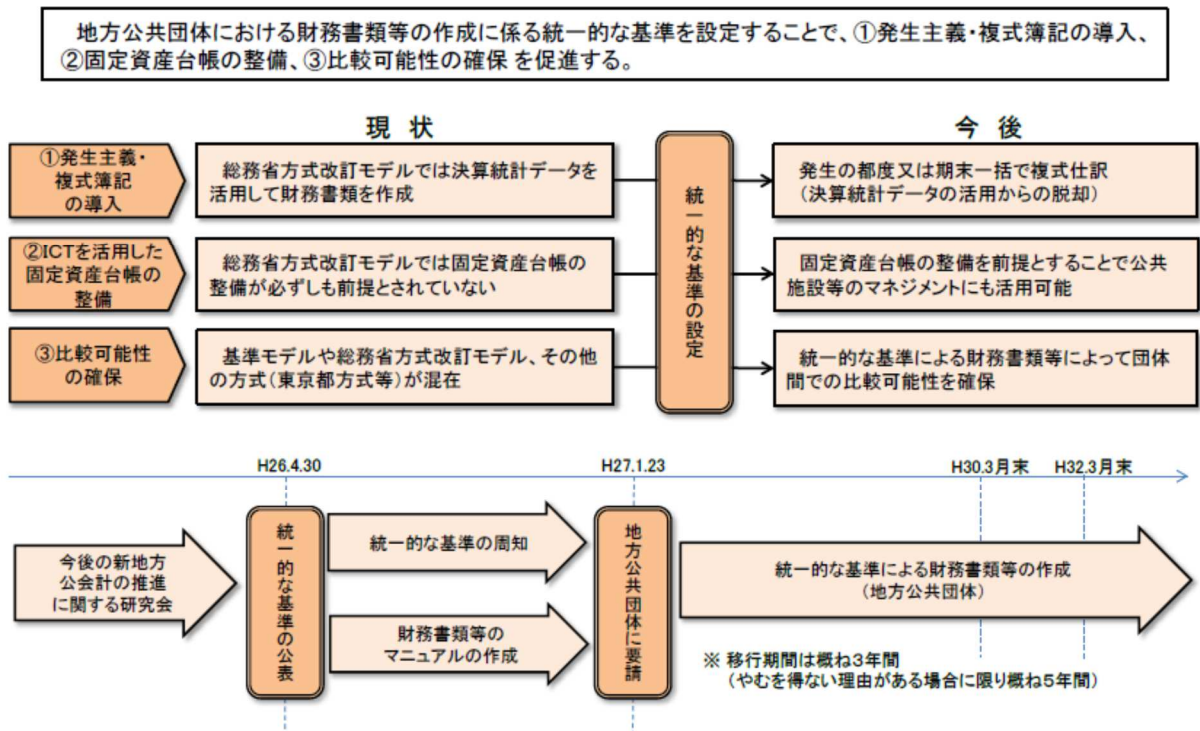 地方公共団体における財務書類等の作成に係る統一的な基準を設定することで、①発生主義・複式簿記の導入、
②固定資産台帳の整備、③比較可能性の確保 を促進する。
現 状
今 後
①発生主義・
複式簿記
の導入
総務省方式改訂モデルでは決算統計データを
活用して財務書類を作成
統一的な基準の設定
発生の都度又は期末一括で複式仕訳
(決算統計データの活用からの脱却)
②ICTを活用した
固定資産台帳の
整備
総務省方式改訂モデルでは固定資産台帳の
整備が必ずしも前提とされていない
固定資産台帳の整備を前提とすることで公共
施設等のマネジメントにも活用可能
③比較可能性
の確保
基準モデルや総務省方式改訂モデル、その他
の方式(東京都方式等)が混在
統一的な基準による財務書類等によって団体
間での比較可能性を確保
H26.4.30
H27.1.23
H30.3月末
H32.3月末
今後の新地方
公会計の推進
に関する研究会
統一的な基準の公表
統一的な基準の周知
財務書類等の
マニュアルの作成
地方公共団体に要請
統一的な基準による財務書類等の作成
(地方公共団体)
※ 移行期間は概ね3年間
(やむを得ない理由がある場合に限り概ね5年間)